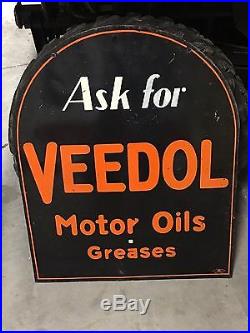 Ask for
VEEDOL
Motor Oils
Greases